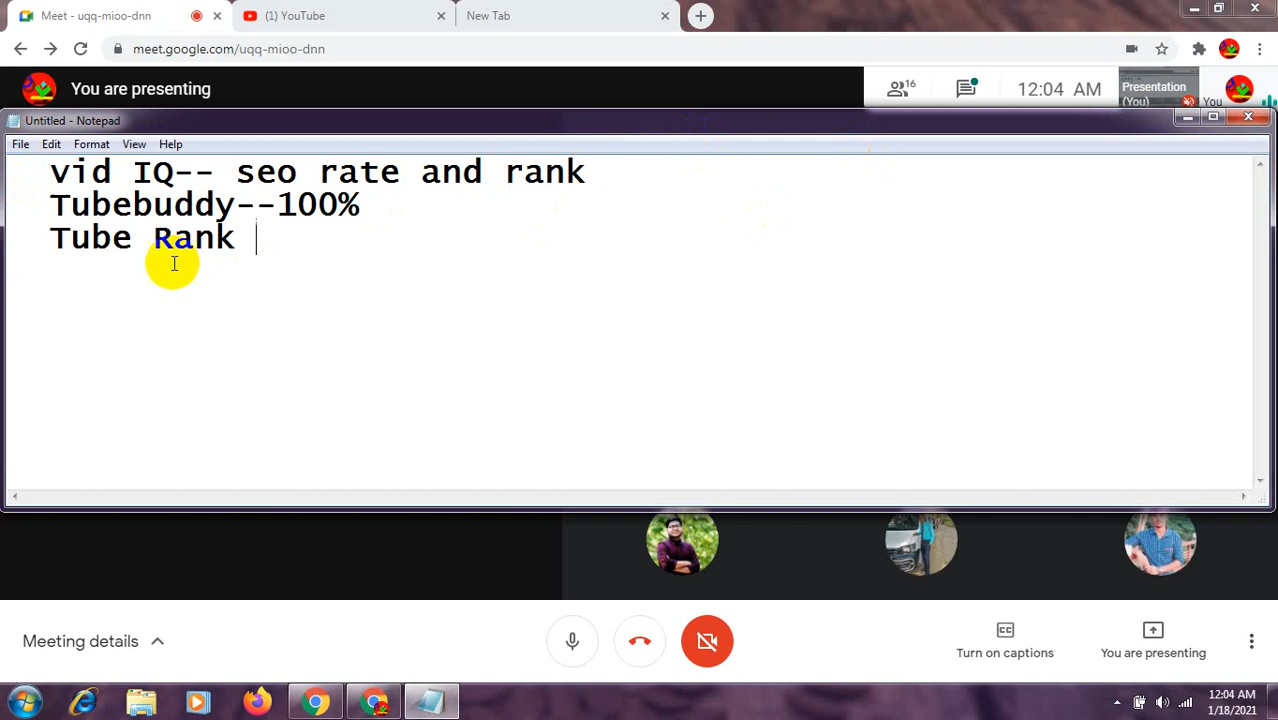 Meet - uqq-mioo-dnn
(1) YouTube
New Tab
meet.google.com/uqq-mioo-dnn
You are presenting
16
12:04 AM
Presentation
(You)
You
Untitled - Notepad
File Edit Format View Help
vid IQ-- seo rate and rank
Tubebuddy--100%
Tube Rank
Meeting details
Turn on captions
You are presenting
12:04 AM
1/18/2021